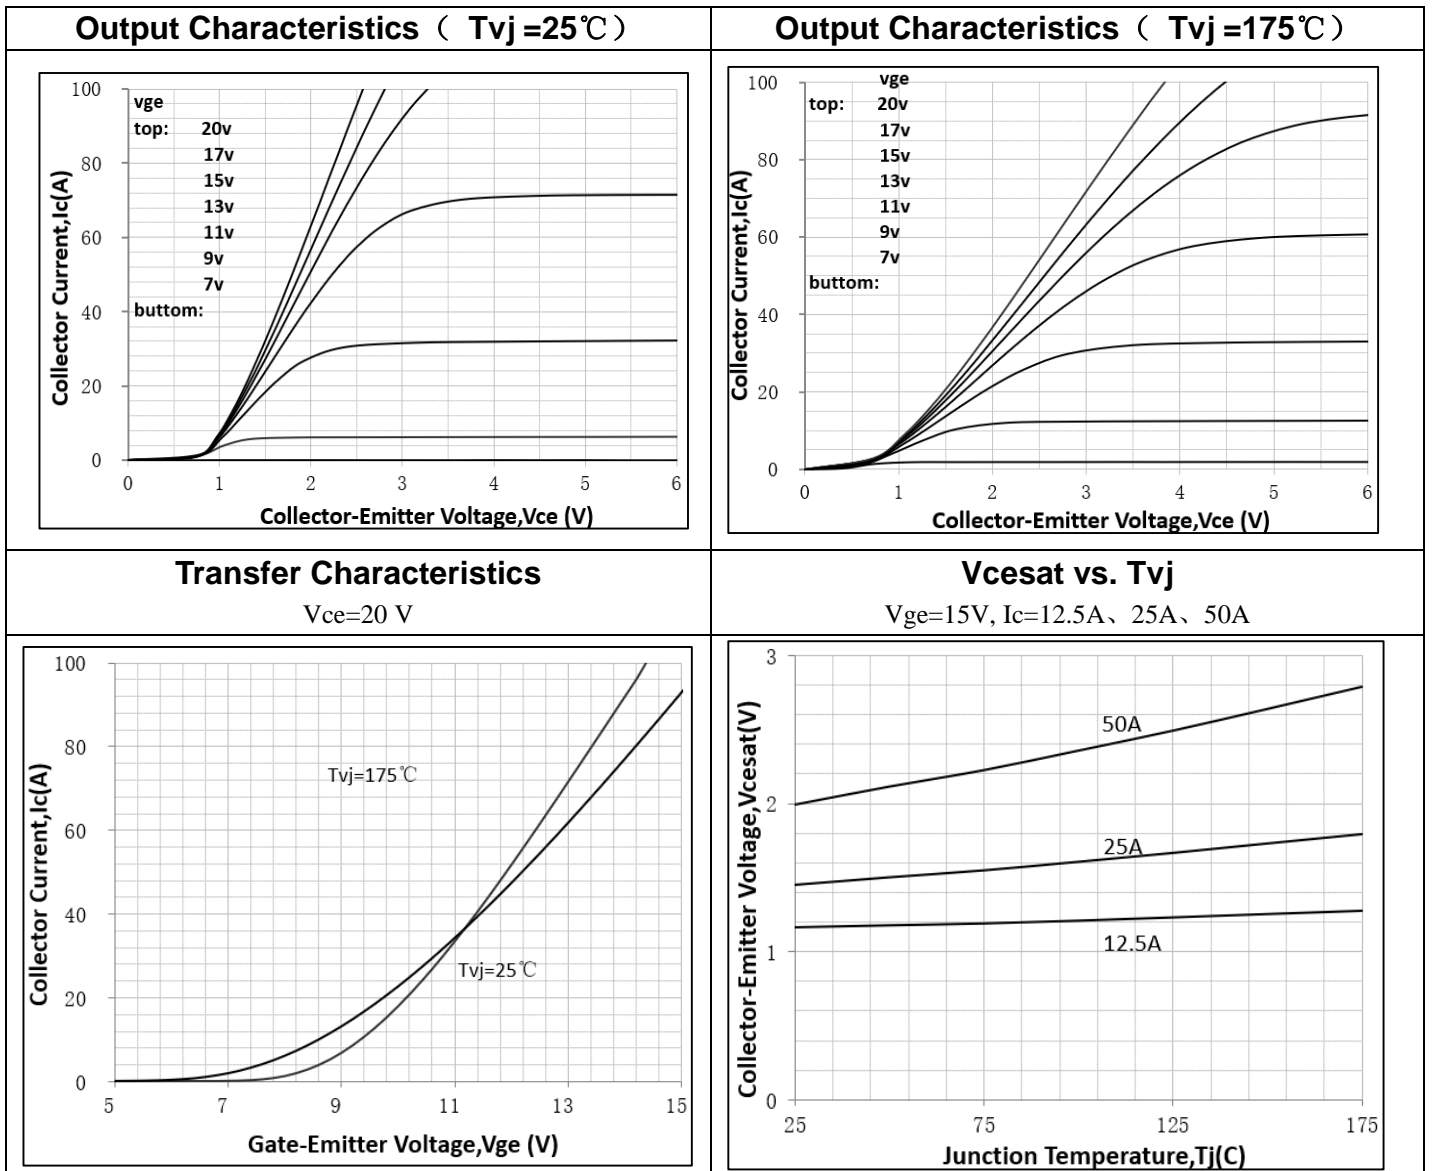 Output Characteristics（ Tvj =25℃）
Collector Current,Ic(A)
100
80
60
40
20
0
vge
top: 20v
17v
15v
13v
11v
9v
7v
buttom:
0 1 2 3 4 5 6
Collector-Emitter Voltage,Vce (V)
Output Characteristics（ Tvj =175℃）
Collector Current,Ic(A)
100
80
60
40
20
0
vge
top: 20v
17v
15v
13v
11v
9v
7v
buttom:
0 1 2 3 4 5 6
Collector-Emitter Voltage,Vce (V)
Transfer Characteristics
Vce=20 V
Collector Current,Ic(A)
100
80
60
40
20
0
Tvj=175℃
Tvj=25℃
5 7 9 11 13 15
Gate-Emitter Voltage,Vge (V)
Vcesat vs. Tvj
Vge=15V, Ic=12.5A、25A、50A
Collector-Emitter Voltage,Vcesat(V)
3
2
1
0
50A
25A
12.5A
25 75 125 175
Junction Temperature,Tj(C)